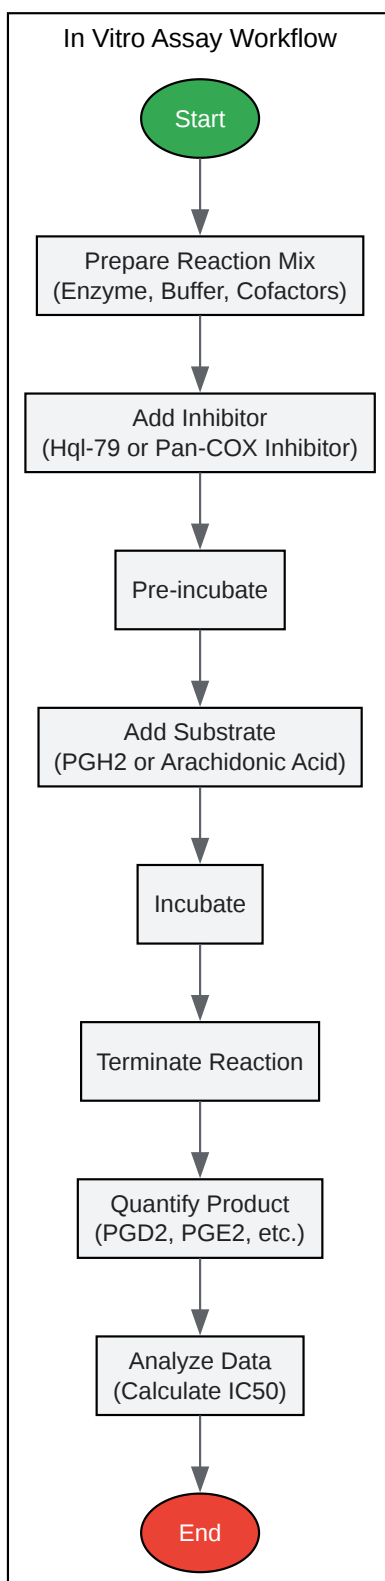 In Vitro Assay Workflow
Start
Prepare Reaction Mix
(Enzyme, Buffer, Cofactors)
Add Inhibitor
(Hql-79 or Pan-COX Inhibitor)
Pre-incubate
Add Substrate
(PGH2 or Arachidonic Acid)
Incubate
Terminate Reaction
Quantify Product
(PGD2, PGE2, etc.)
Analyze Data
(Calculate IC50)
End